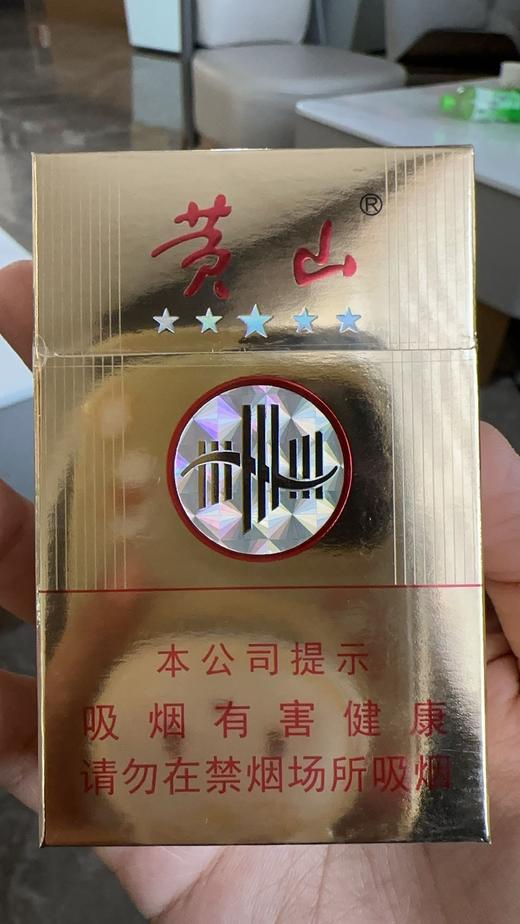 黄山®
本公司提示
吸烟有害健康
请勿在禁烟场所吸烟